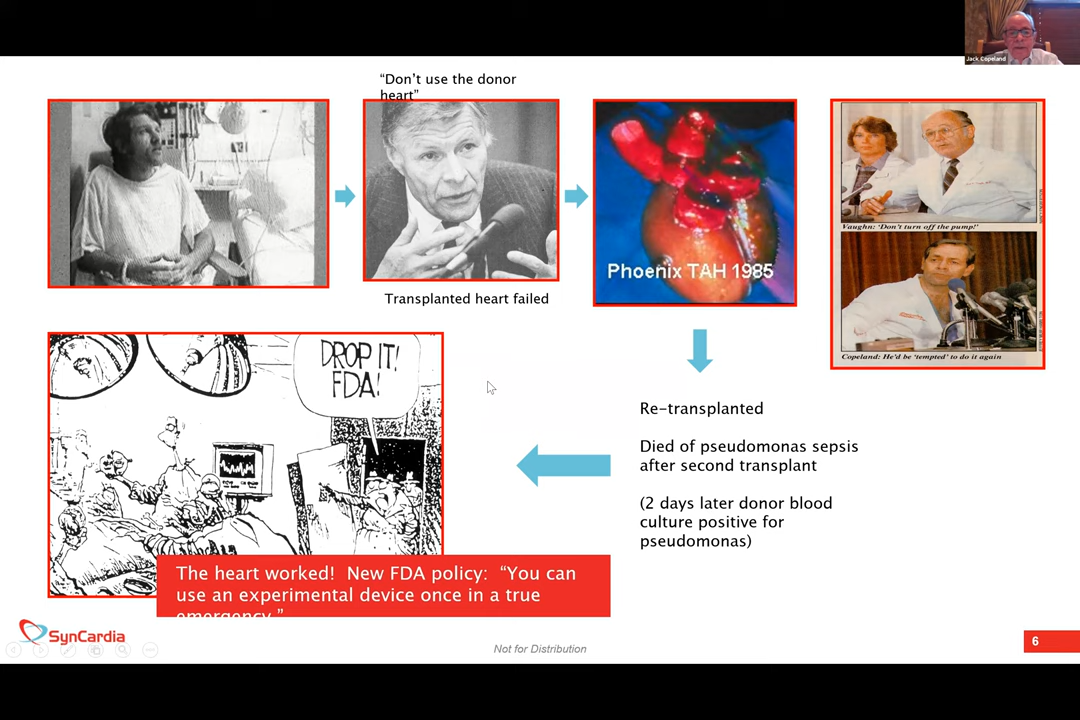 Jack Copeland
“Don’t use the donor
heart”
Transplanted heart failed
Phoenix TAH 1985
Vaughn: ‘Don’t turn off the pump!’
Copeland: He’d be ‘tempted’ to do it again
Re-transplanted
Died of pseudomonas sepsis
after second transplant
(2 days later donor blood
culture positive for
pseudomonas)
DROP IT!
FDA!
The heart worked!  New FDA policy:  “You can
use an experimental device once in a true
emergency.”
SynCardia
Not for Distribution
6